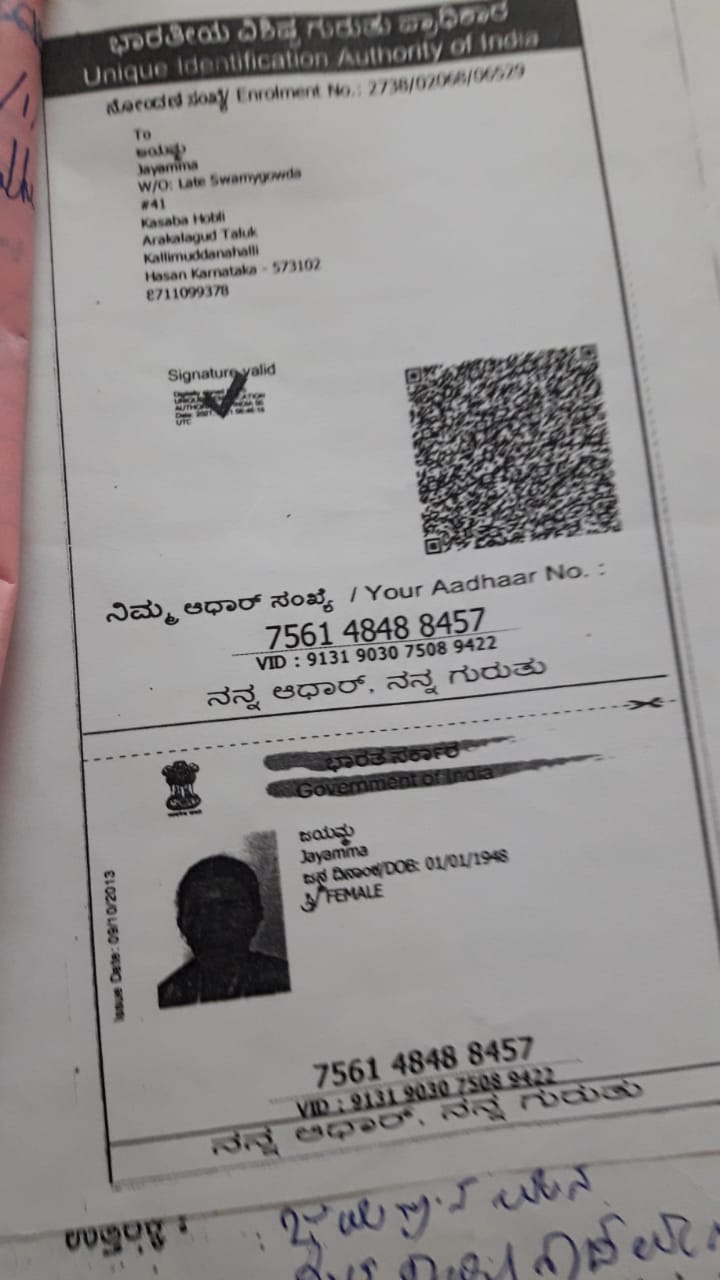 ಭಾರತೀಯ ವಿಶಿಷ್ಟ ಗುರುತು ಪ್ರಾಧಿಕಾರ
Unique Identification Authority of India
ನೋಂದಣಿ ಸಂಖ್ಯೆ/ Enrolment No.: 2738/02068/06529
To
ಜಯಮ್ಮ
Jayamma
W/O: Late Swamygowda
#41
Kasaba Hobli
Arakalagud Taluk
Kallimuddanahalli
Hasan Karnataka - 573102
8711099378
Signature valid
ನಿಮ್ಮ ಆಧಾರ್ ಸಂಖ್ಯೆ / Your Aadhaar No. :
7561 4848 8457
VID : 9131 9030 7508 9422
ನನ್ನ ಆಧಾರ್, ನನ್ನ ಗುರುತು
ಭಾರತ ಸರ್ಕಾರ
Government of India
ಜಯಮ್ಮ
Jayamma
ಜನ್ಮ ದಿನಾಂಕ/DOB: 01/01/1948
ಸ್ತ್ರೀ/ FEMALE
Issue Date: 09/10/2013
7561 4848 8457
VID : 9131 9030 7508 9422
ನನ್ನ ಆಧಾರ್, ನನ್ನ ಗುರುತು